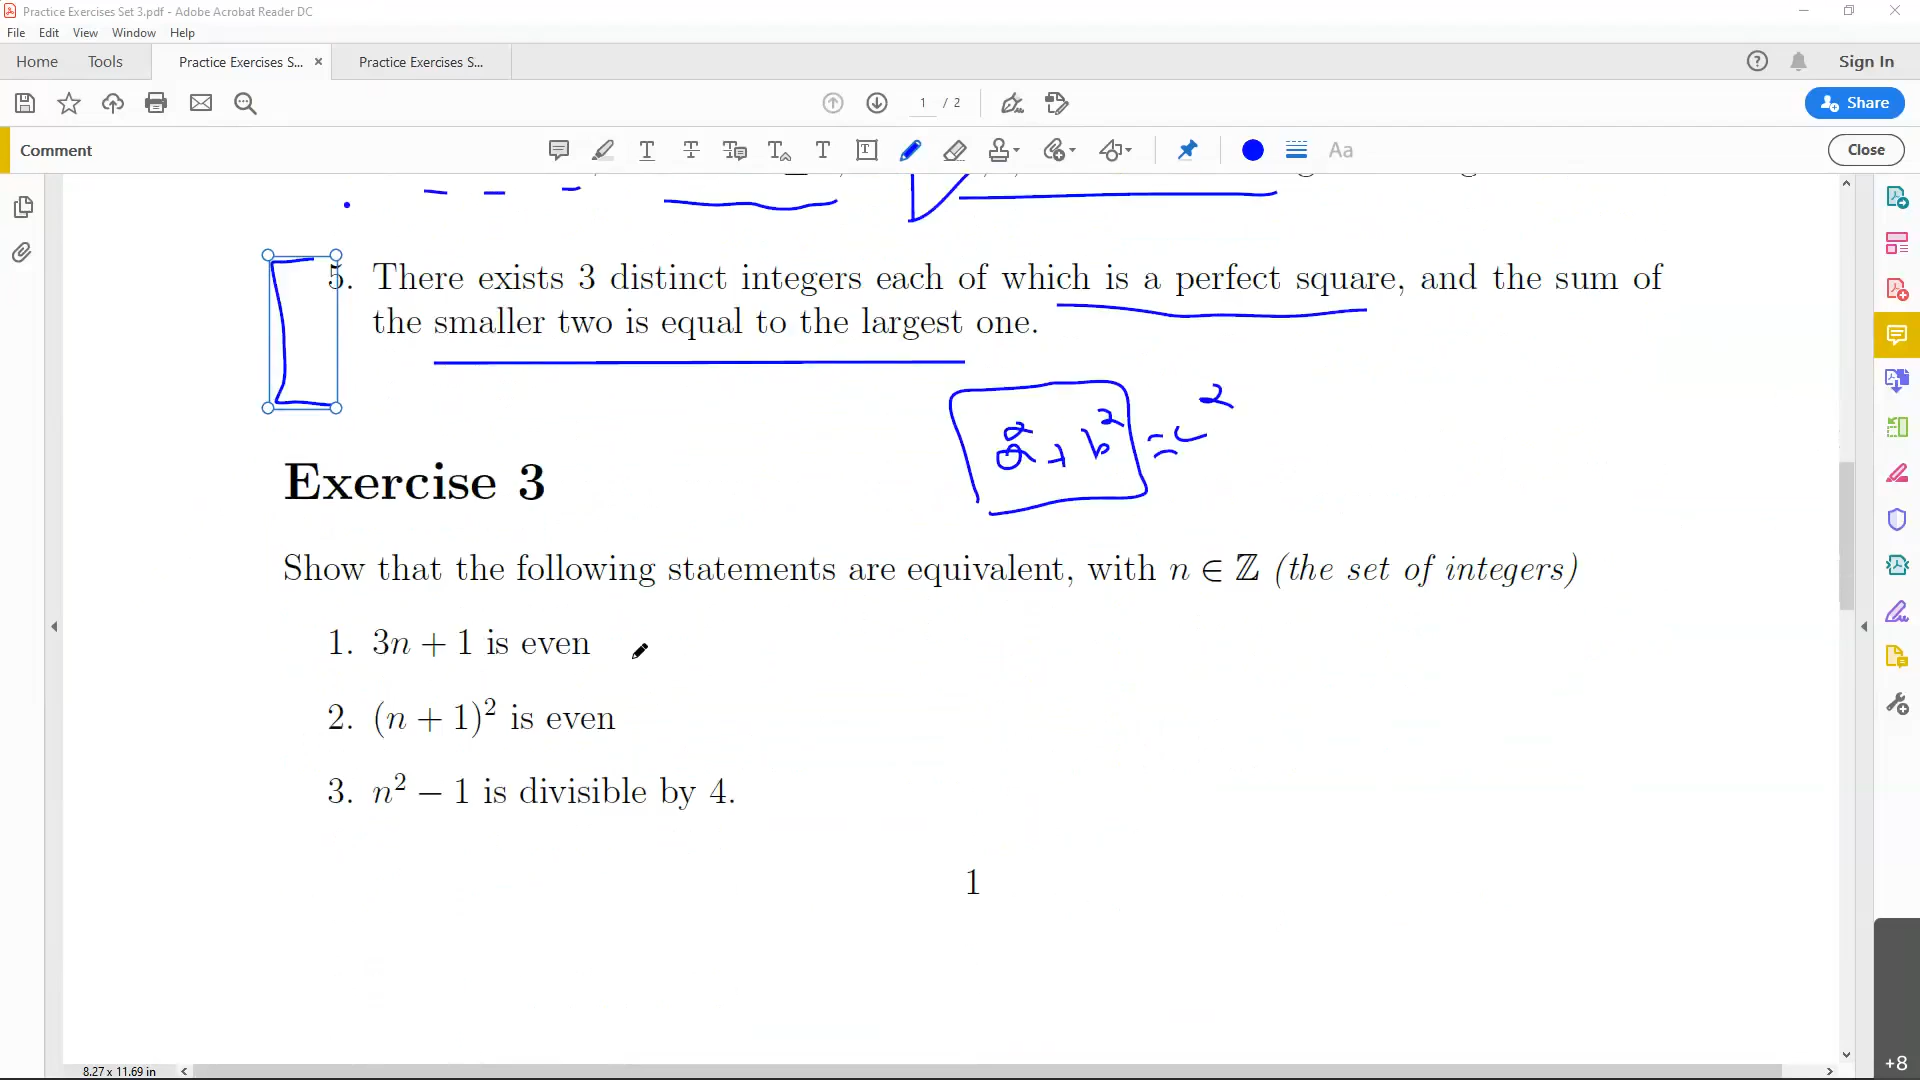 Practice Exercises Set 3.pdf - Adobe Acrobat Reader DC
File Edit View Window Help
Home Tools Practice Exercises S... × Practice Exercises S... Sign In
1 / 2 Share
Comment Aa Close
5. There exists 3 distinct integers each of which is a perfect square, and the sum of
the smaller two is equal to the largest one.
a² + b² = c²
Exercise 3
Show that the following statements are equivalent, with n ∈ ℤ (the set of integers)
1. 3n + 1 is even
2. (n + 1)² is even
3. n² − 1 is divisible by 4.
1
8.27 x 11.69 in
+8